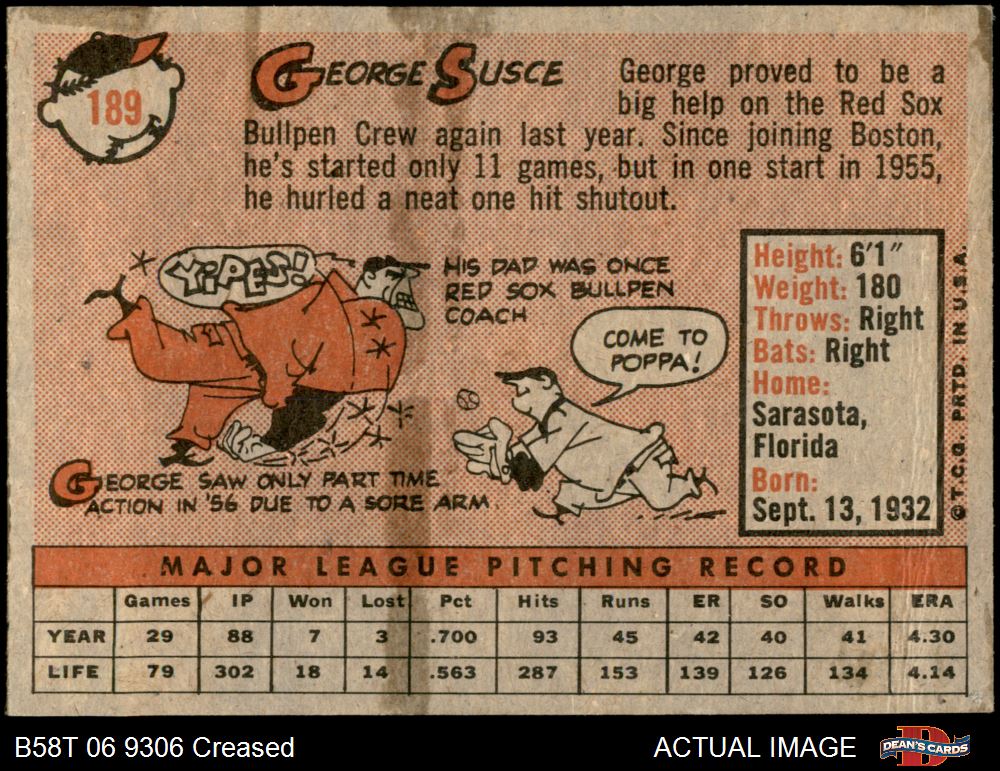 189
GEORGE SUSCE
George proved to be a
big help on the Red Sox
Bullpen Crew again last year. Since joining Boston,
he's started only 11 games, but in one start in 1955,
he hurled a neat one hit shutout.
YIPES!
HIS DAD WAS ONCE
RED SOX BULLPEN
COACH
COME TO
POPPA!
GEORGE SAW ONLY PART TIME
ACTION IN '56 DUE TO A SORE ARM.
Height: 6'1"
Weight: 180
Throws: Right
Bats: Right
Home:
Sarasota,
Florida
Born:
Sept. 13, 1932
©T.C.G. PRTD. IN U.S.A.
MAJOR LEAGUE PITCHING RECORD
Games IP Won Lost Pct Hits Runs ER SO Walks ERA
YEAR 29 88 7 3 .700 93 45 42 40 41 4.30
LIFE 79 302 18 14 .563 287 153 139 126 134 4.14
B58T 06 9306 Creased
ACTUAL IMAGE
DEAN'S CARDS